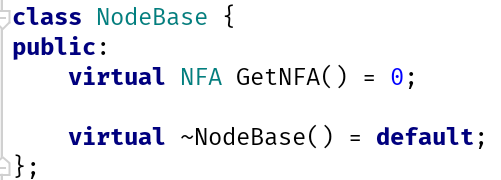 class NodeBase {
public:
    virtual NFA GetNFA() = 0;
    virtual ~NodeBase() = default;
};